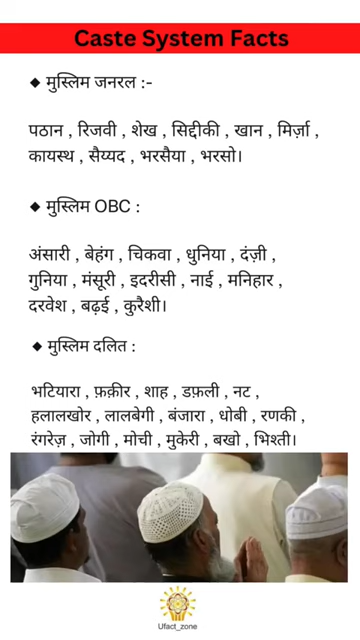 Caste System Facts
◆ मुस्लिम जनरल :-
पठान , रिजवी , शेख , सिद्दीकी , खान , मिर्ज़ा ,
कायस्थ , सैय्यद , भरसैया , भरसो।
◆ मुस्लिम OBC :
अंसारी , बेहंग , चिकवा , धुनिया , दंज़ी ,
गुनिया , मंसूरी , इदरीसी , नाई , मनिहार ,
दरवेश , बढ़ई , कुरैशी।
◆ मुस्लिम दलित :
भटियारा , फ़क़ीर , शाह , डफ़ली , नट ,
हलालखोर , लालबेगी , बंजारा , धोबी , रणकी ,
रंगरेज़ , जोगी , मोची , मुकेरी , बखो , भिश्ती।
Ufact_zone